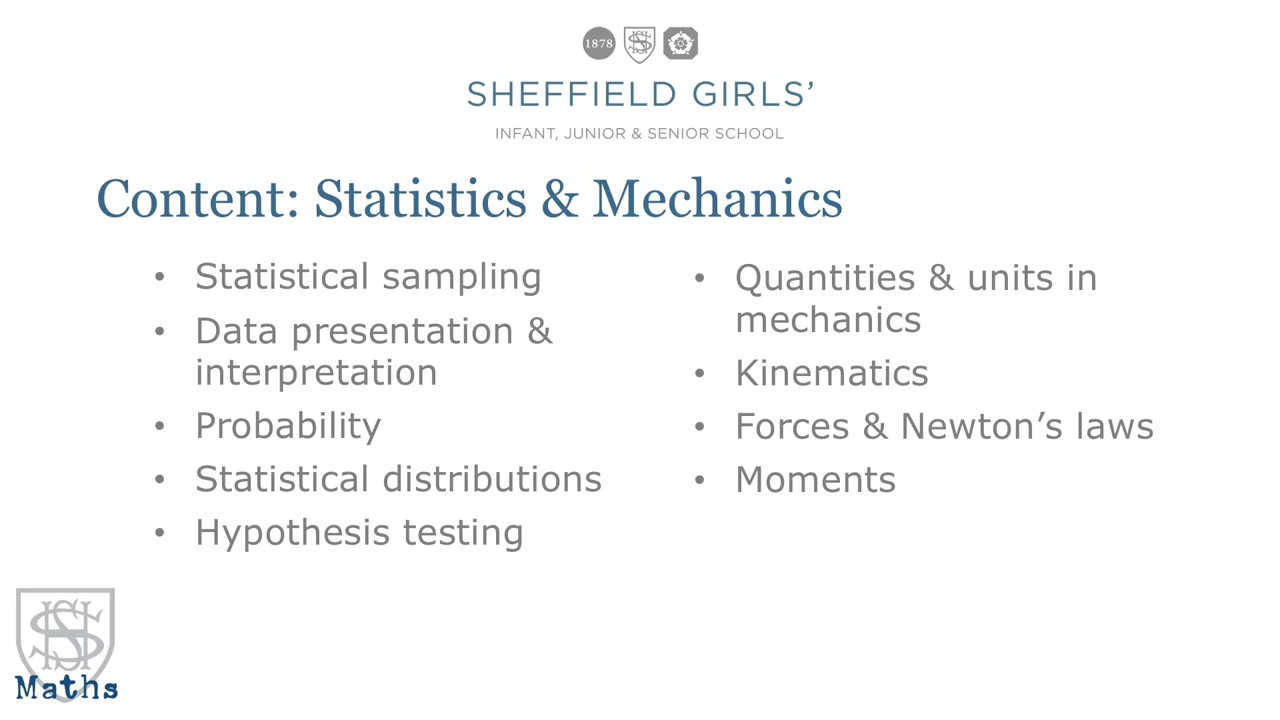 1878
SHEFFIELD GIRLS'
INFANT, JUNIOR & SENIOR SCHOOL
Content: Statistics & Mechanics
• Statistical sampling
• Data presentation &
interpretation
• Probability
• Statistical distributions
• Hypothesis testing
• Quantities & units in
mechanics
• Kinematics
• Forces & Newton’s laws
• Moments
Maths